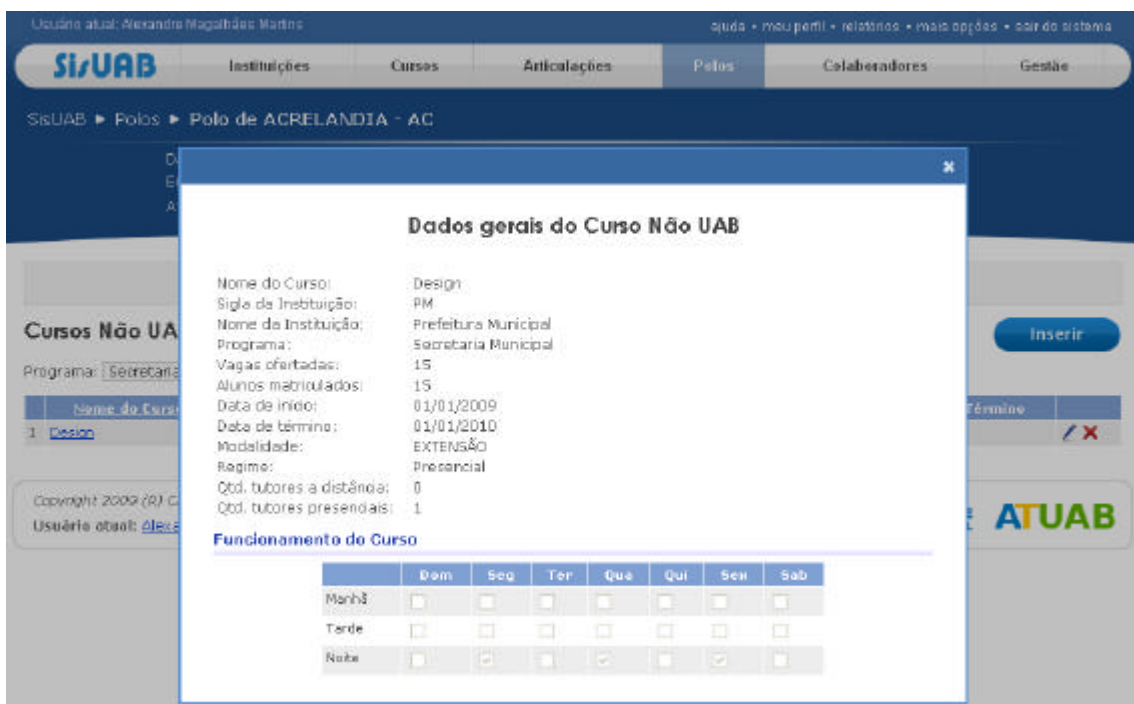 Usuário atual: Alexandre Magalhães Martins
ajuda • meu perfil • relatórios • mais opções • sair do sistema
SisUAB
Instituições Cursos Articulações Polos Colaboradores Gestão
SisUAB ► Polos ► Polo de ACRELANDIA - AC
Dados gerais do Curso Não UAB
Nome do Curso: Design
Sigla da Instituição: PM
Nome da Instituição: Prefeitura Municipal
Programa: Secretaria Municipal
Vagas ofertadas: 15
Alunos matriculados: 15
Data de início: 01/01/2009
Data de término: 01/01/2010
Modalidade: EXTENSÃO
Regime: Presencial
Qtd. tutores a distância: 0
Qtd. tutores presenciais: 1
Funcionamento do Curso
Dom Seg Ter Qua Qui Sex Sab
Manhã
Tarde
Noite
Cursos Não UA
Inserir
Programa: Secretaria
Nome do Curs
Término
1 Design
Copyright 2009 (R) C
Usuário atual: Alexa
ATUAB